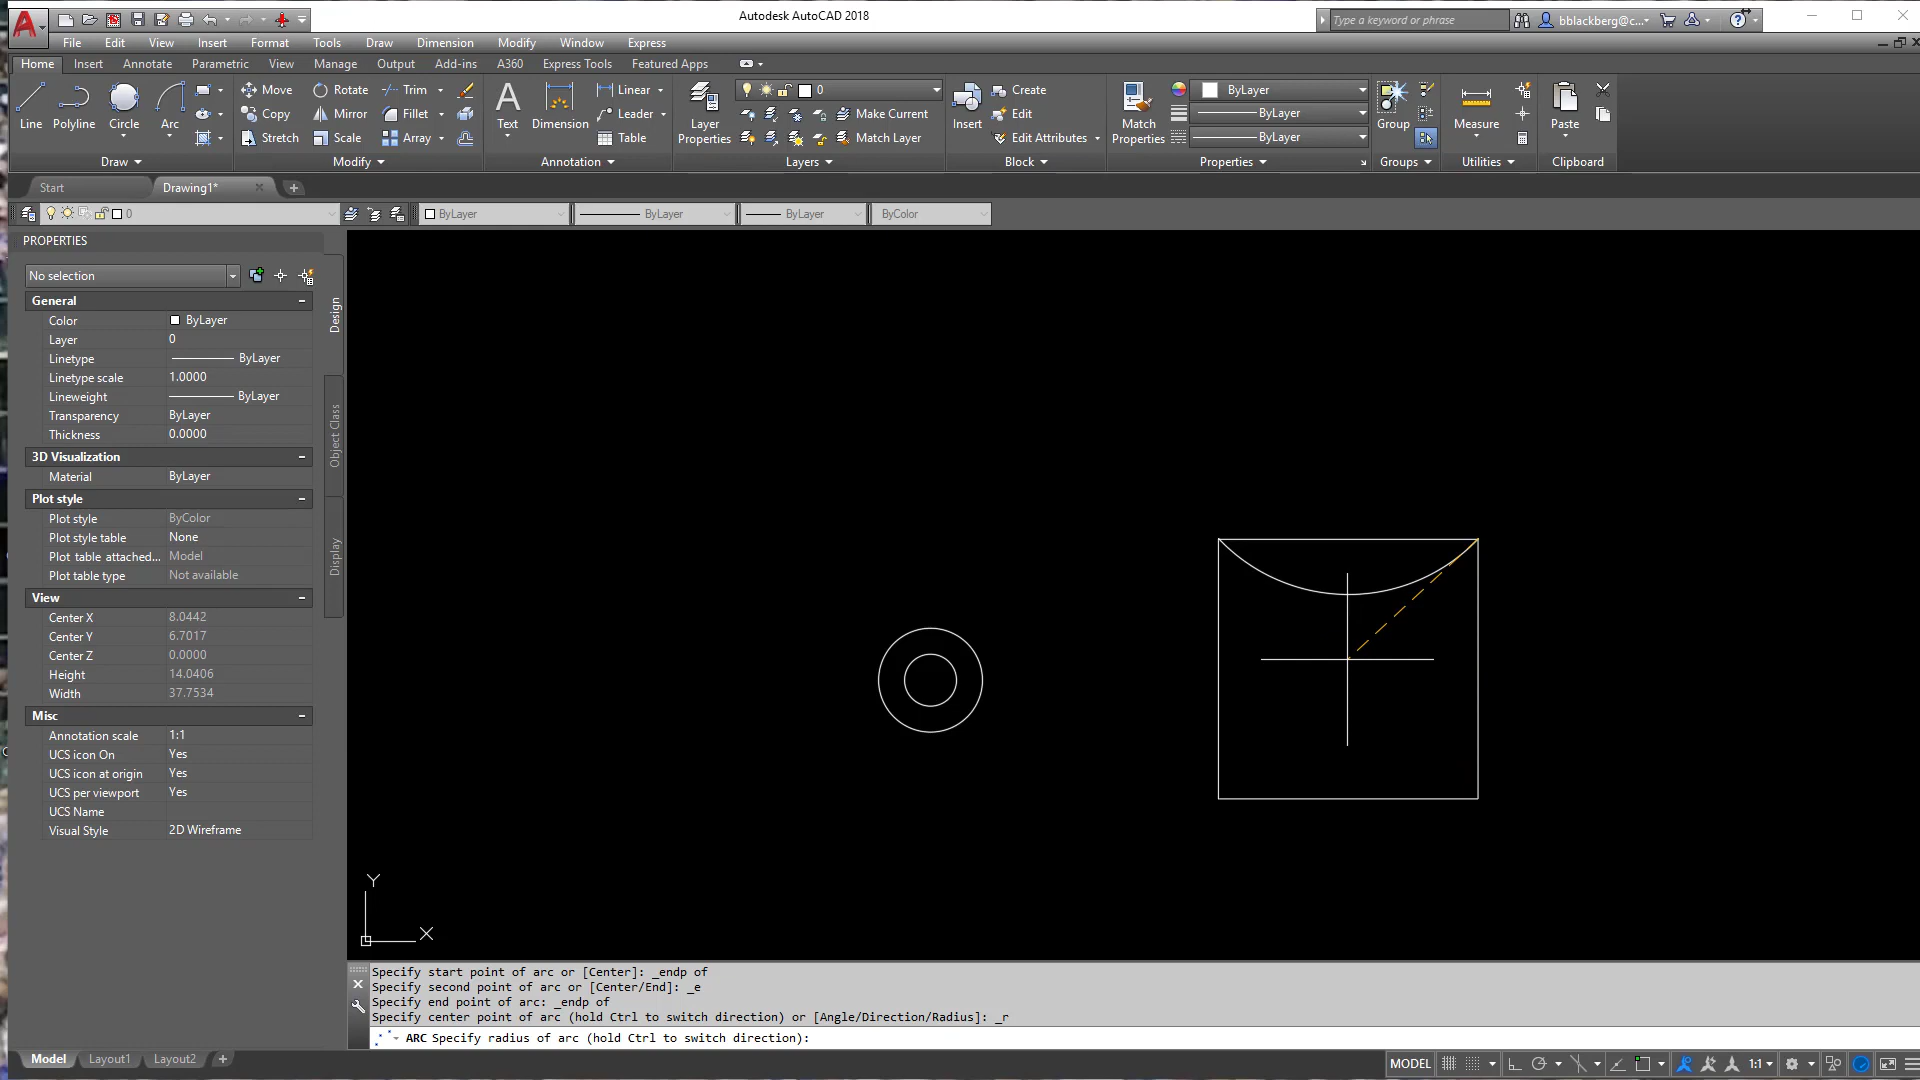 Autodesk AutoCAD 2018
Type a keyword or phrase
bblackberg@c...
File Edit View Insert Format Tools Draw Dimension Modify Window Express
Home Insert Annotate Parametric View Manage Output Add-ins A360 Express Tools Featured Apps
Line Polyline Circle Arc
Move Rotate Trim
Copy Mirror Fillet
Stretch Scale Array
Text Dimension
Linear
Leader
Table
Layer Properties
0
Make Current
Match Layer
Insert
Create
Edit
Edit Attributes
Match Properties
ByLayer
ByLayer
ByLayer
Group
Measure
Paste
Draw Modify Annotation Layers Block Properties Groups Utilities Clipboard
Start Drawing1*
0 ByLayer ByLayer ByLayer ByColor
PROPERTIES
No selection
General
Color ByLayer
Layer 0
Linetype ByLayer
Linetype scale 1.0000
Lineweight ByLayer
Transparency ByLayer
Thickness 0.0000
3D Visualization
Material ByLayer
Plot style
Plot style ByColor
Plot style table None
Plot table attached... Model
Plot table type Not available
View
Center X 8.0442
Center Y 6.7017
Center Z 0.0000
Height 14.0406
Width 37.7534
Misc
Annotation scale 1:1
UCS icon On Yes
UCS icon at origin Yes
UCS per viewport Yes
UCS Name
Visual Style 2D Wireframe
Design
Object Class
Display
Y
X
Specify start point of arc or [Center]: _endp of
Specify second point of arc or [Center/End]: _e
Specify end point of arc: _endp of
Specify center point of arc (hold Ctrl to switch direction) or [Angle/Direction/Radius]: _r
ARC Specify radius of arc (hold Ctrl to switch direction):
Model Layout1 Layout2 +
MODEL 1:1